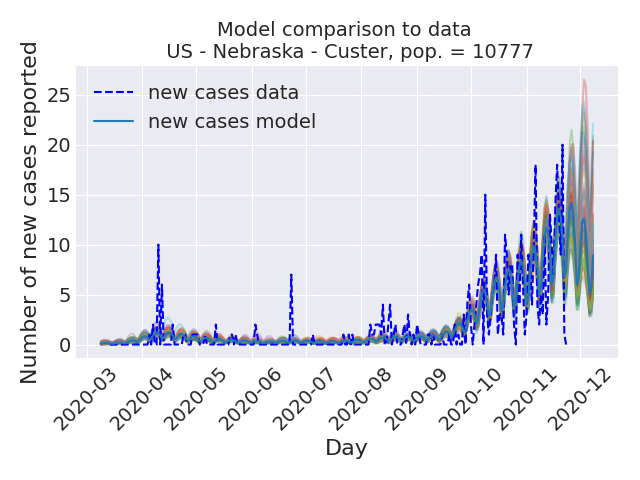 Model comparison to data
US - Nebraska - Custer, pop. = 10777
Number of new cases reported
25
20
15
10
5
0
new cases data
new cases model
2020-03
2020-04
2020-05
2020-06
2020-07
2020-08
2020-09
2020-10
2020-11
2020-12
Day